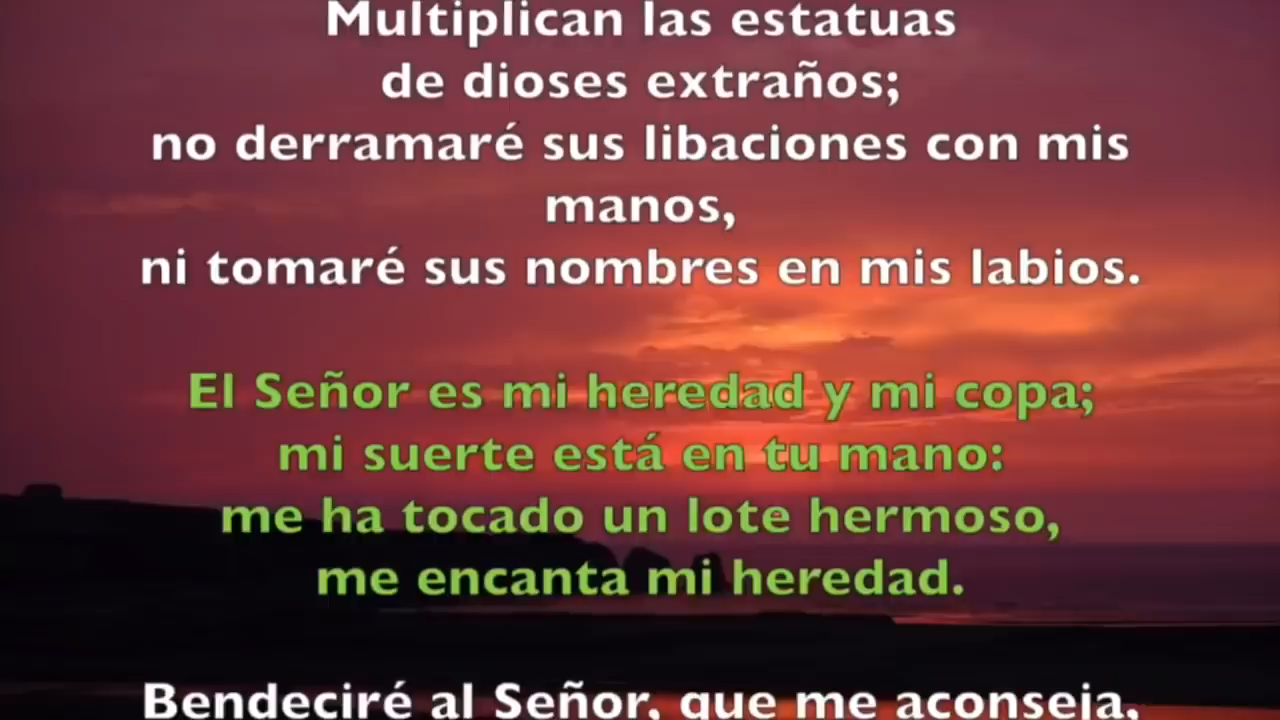 Multiplican las estatuas
de dioses extraños;
no derramaré sus libaciones con mis
manos,
ni tomaré sus nombres en mis labios.
El Señor es mi heredad y mi copa;
mi suerte está en tu mano:
me ha tocado un lote hermoso,
me encanta mi heredad.
Bendeciré al Señor, que me aconseja,